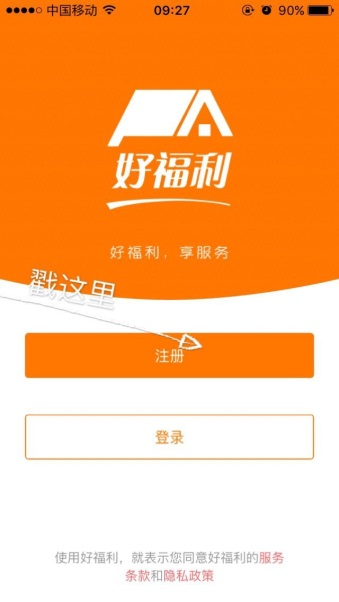 中国移动 09:27 90%
好福利
好福利，享服务
戳这里
注册
登录
使用好福利，就表示您同意好福利的服务
条款和隐私政策